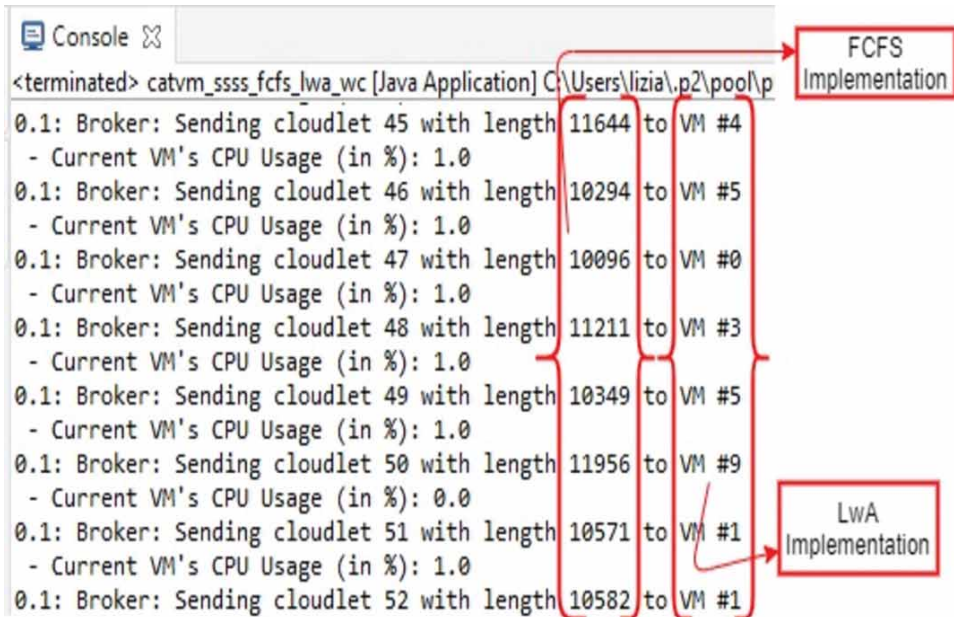 Console
<terminated> catvm_ssss_fcfs_lwa_wc [Java Application] C:\Users\lizia\.p2\pool\p
0.1: Broker: Sending cloudlet 45 with length 11644 to VM #4
- Current VM's CPU Usage (in %): 1.0
0.1: Broker: Sending cloudlet 46 with length 10294 to VM #5
- Current VM's CPU Usage (in %): 1.0
0.1: Broker: Sending cloudlet 47 with length 10096 to VM #0
- Current VM's CPU Usage (in %): 1.0
0.1: Broker: Sending cloudlet 48 with length 11211 to VM #3
- Current VM's CPU Usage (in %): 1.0
0.1: Broker: Sending cloudlet 49 with length 10349 to VM #5
- Current VM's CPU Usage (in %): 1.0
0.1: Broker: Sending cloudlet 50 with length 11956 to VM #9
- Current VM's CPU Usage (in %): 0.0
0.1: Broker: Sending cloudlet 51 with length 10571 to VM #1
- Current VM's CPU Usage (in %): 1.0
0.1: Broker: Sending cloudlet 52 with length 10582 to VM #1
FCFS
Implementation
LwA
Implementation